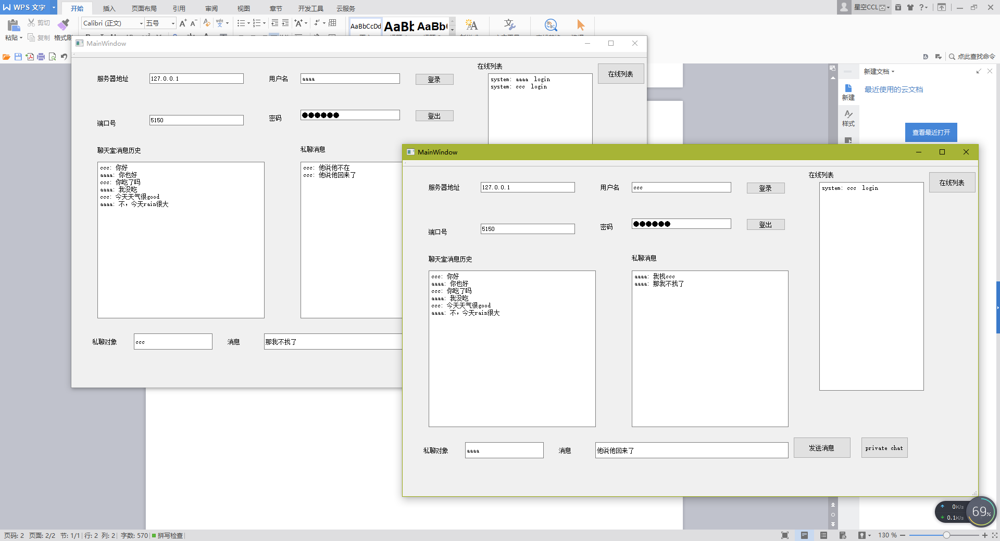 WPS 文字
开始
插入
页面布局
引用
审阅
视图
章节
开发工具
云服务
星空CCL
粘贴
剪切
复制
格式刷
Calibri (正文)
五号
AaBbCcDd
点此查找命令
MainWindow
服务器地址
127.0.0.1
用户名
aaaa
登录
在线列表
在线列表
system: aaaa login
system: ccc login
端口号
5150
密码
登出
聊天室消息历史
私聊消息
ccc: 你好
aaaa: 你也好
ccc: 你吃了吗
aaaa: 我没吃
ccc: 今天天气很good
aaaa: 不，今天rain很大
ccc: 他说他不在
ccc: 他说他回来了
私聊对象
ccc
消息
那我不找了
MainWindow
服务器地址
127.0.0.1
用户名
ccc
登录
在线列表
在线列表
system: ccc login
端口号
5150
密码
登出
聊天室消息历史
私聊消息
ccc: 你好
aaaa: 你也好
ccc: 你吃了吗
aaaa: 我没吃
ccc: 今天天气很good
aaaa: 不，今天rain很大
aaaa: 我找ccc
aaaa: 那我不找了
私聊对象
aaaa
消息
他说他回来了
发送消息
private chat
新建文档
最近使用的云文档
新建
样式
查看最近打开
0K/s
0.1K/s
69%
页码: 2 页面: 2/2 节: 1/1 行: 2 列: 2 字数: 570 拼写检查
130 %